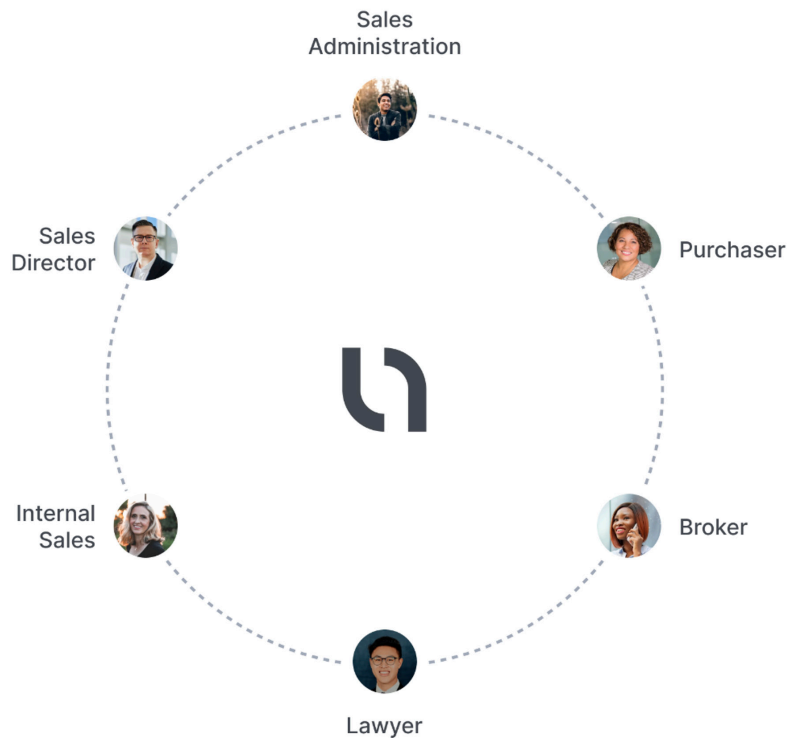 Sales
Administration
Sales
Director
Purchaser
Internal
Sales
Broker
Lawyer